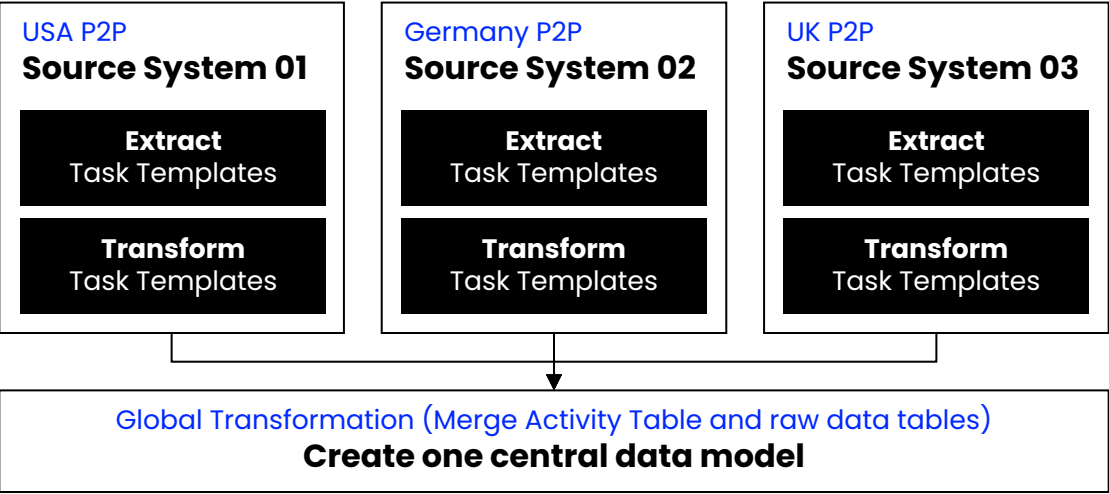 USA P2P
Source System 01
Extract
Task Templates
Transform
Task Templates
Germany P2P
Source System 02
Extract
Task Templates
Transform
Task Templates
UK P2P
Source System 03
Extract
Task Templates
Transform
Task Templates
Global Transformation (Merge Activity Table and raw data tables)
Create one central data model